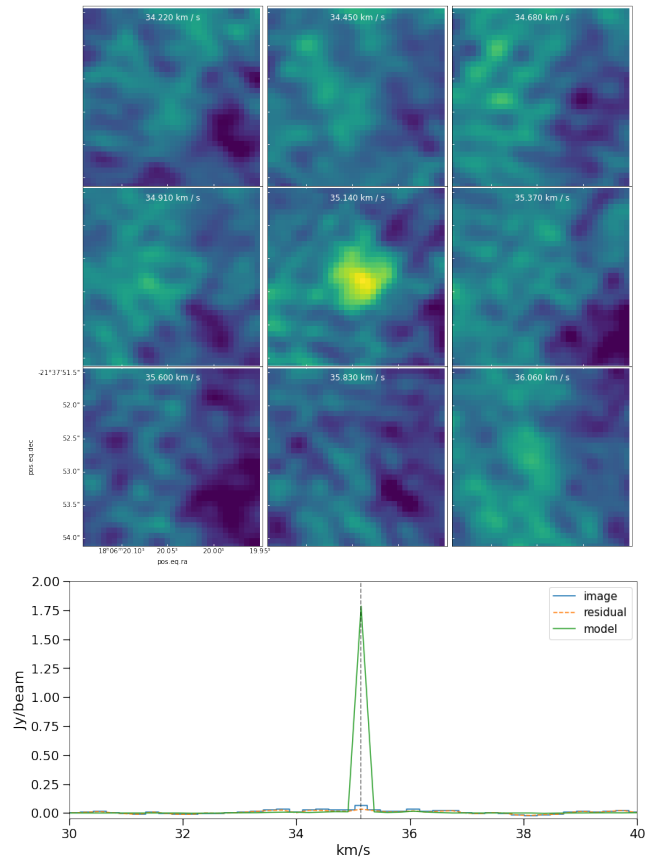 34.220 km / s
34.450 km / s
34.680 km / s
34.910 km / s
35.140 km / s
35.370 km / s
35.600 km / s
35.830 km / s
36.060 km / s
-21°37'51.5"
52.0"
52.5"
53.0"
53.5"
54.0"
pos.eq.dec
18ʰ06ᵐ20.10ˢ 20.05ˢ 20.00ˢ 19.95ˢ
pos.eq.ra
2.00
1.75
1.50
1.25
1.00
0.75
0.50
0.25
0.00
Jy/beam
image
residual
model
30 32 34 36 38 40
km/s